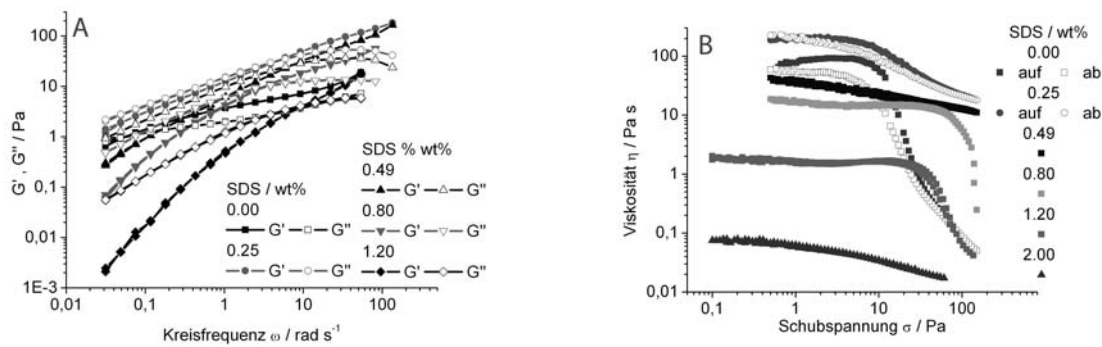 A
100
10
1
0,1
0,01
1E-3
G', G'' / Pa
0,01 0,1 1 10 100 1000
Kreisfrequenz ω / rad s⁻¹
SDS / wt%
0.00
G' G''
0.25
G' G''
SDS % wt%
0.49
G' G''
0.80
G' G''
1.20
G' G''
B
100
10
1
0,1
0,01
Viskosität η / Pa s
0,1 1 10 100
Schubspannung σ / Pa
SDS / wt%
0.00
auf ab
0.25
auf ab
0.49
0.80
1.20
2.00